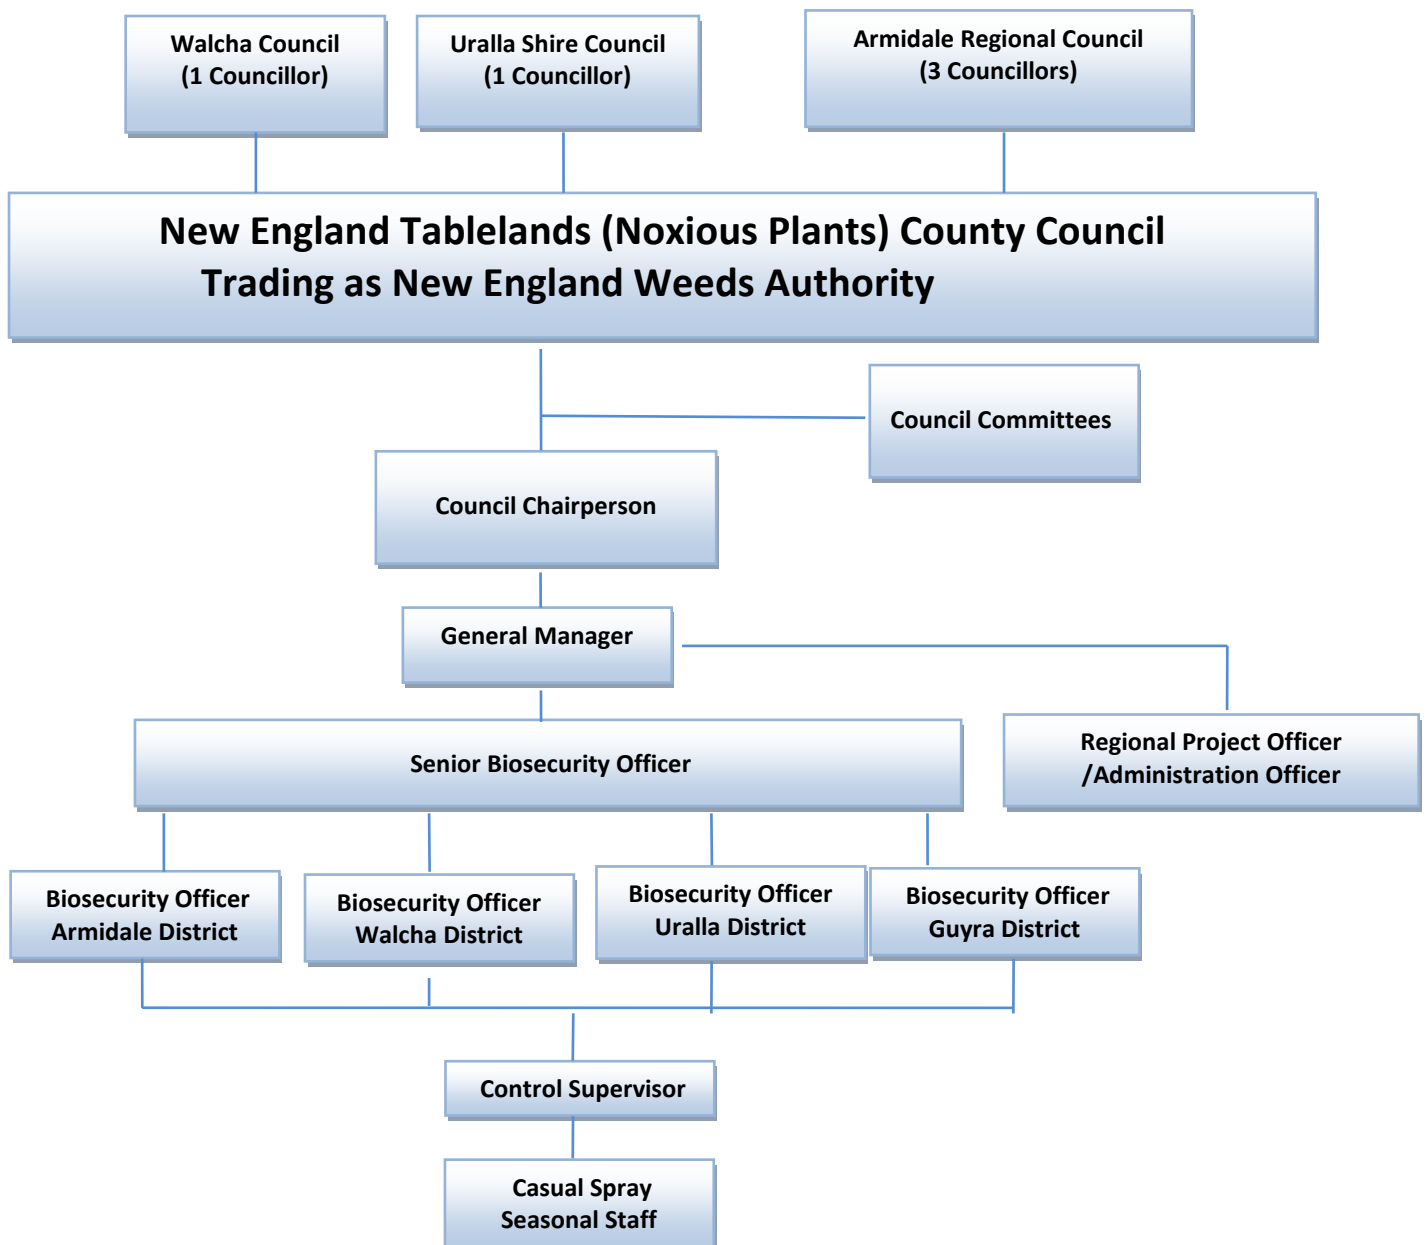 Walcha Council
(1 Councillor)
Uralla Shire Council
(1 Councillor)
Armidale Regional Council
(3 Councillors)
New England Tablelands (Noxious Plants) County Council
Trading as New England Weeds Authority
Council Committees
Council Chairperson
General Manager
Senior Biosecurity Officer
Regional Project Officer
/Administration Officer
Biosecurity Officer
Armidale District
Biosecurity Officer
Walcha District
Biosecurity Officer
Uralla District
Biosecurity Officer
Guyra District
Control Supervisor
Casual Spray
Seasonal Staff